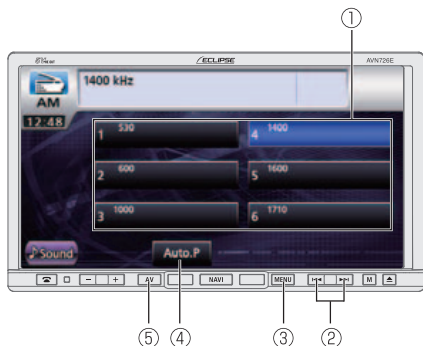 ①
ECLIPSE AVN726E
1400 kHz
AM
12:48
1 530 4 1400
2 600 5 1600
3 1000 6 1710
Sound Auto.P
- + AV NAVI MENU M
⑤ ④ ③ ②